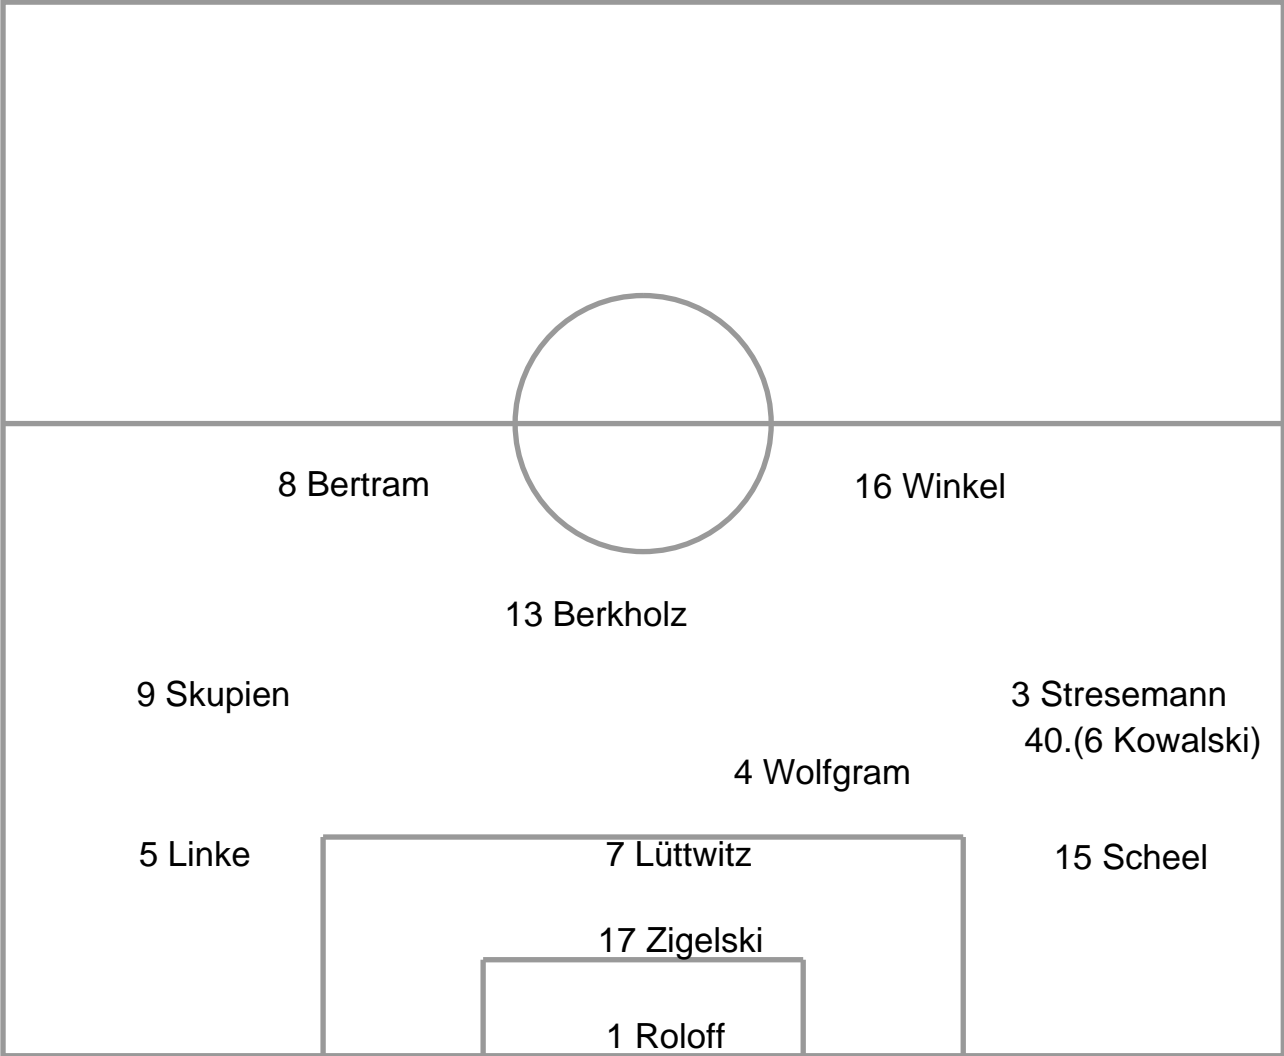 8 Bertram
16 Winkel
13 Berkholz
9 Skupien
3 Stresemann
40.(6 Kowalski)
4 Wolfgram
5 Linke
7 Lüttwitz
15 Scheel
17 Zigelski
1 Roloff